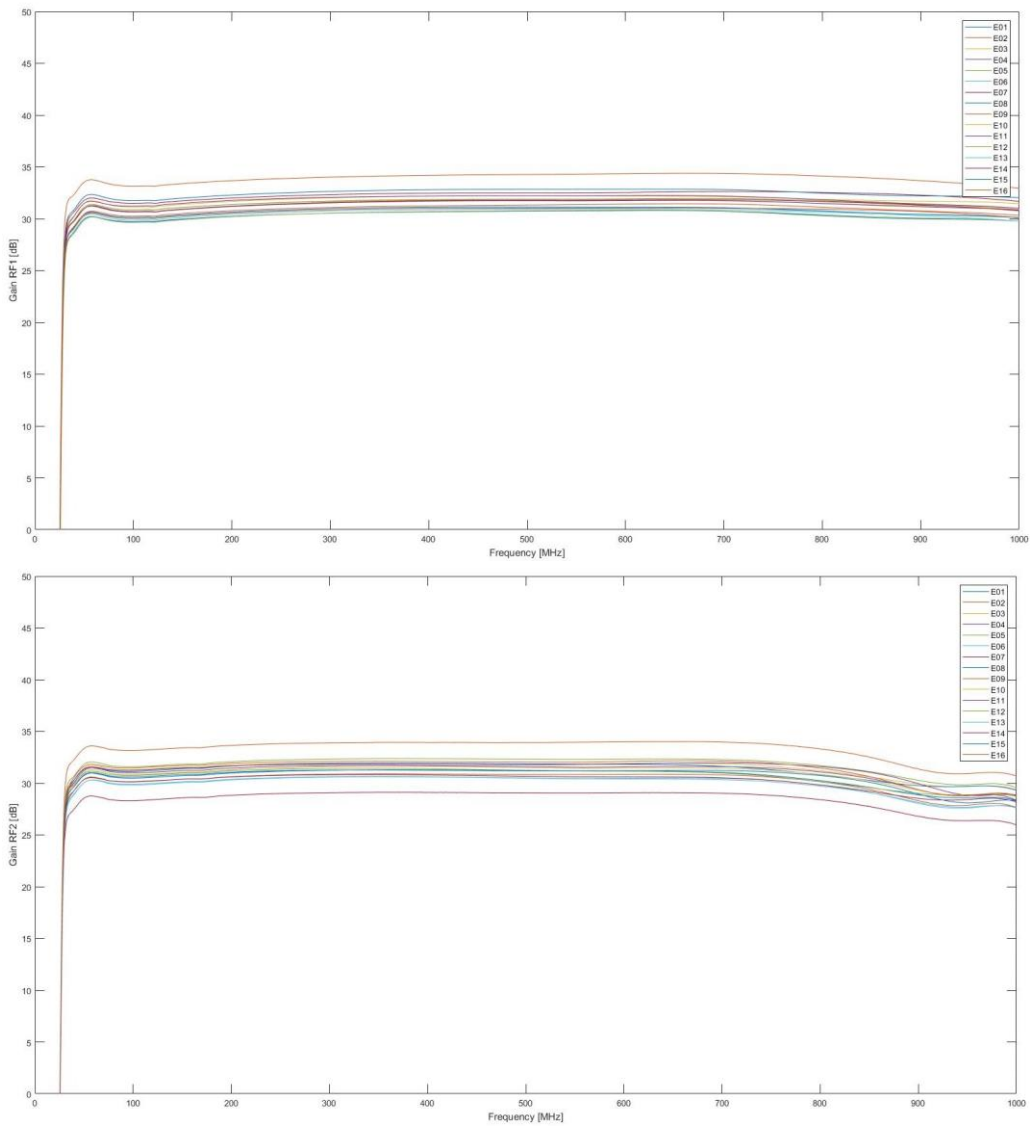 50
45
40
35
30
25
20
15
10
5
0
Gain RF1 [dB]
E01
E02
E03
E04
E05
E06
E07
E08
E09
E10
E11
E12
E13
E14
E15
E16
0 100 200 300 400 500 600 700 800 900 1000
Frequency [MHz]
50
45
40
35
30
25
20
15
10
5
0
Gain RF2 [dB]
E01
E02
E03
E04
E05
E06
E07
E08
E09
E10
E11
E12
E13
E14
E15
E16
0 100 200 300 400 500 600 700 800 900 1000
Frequency [MHz]